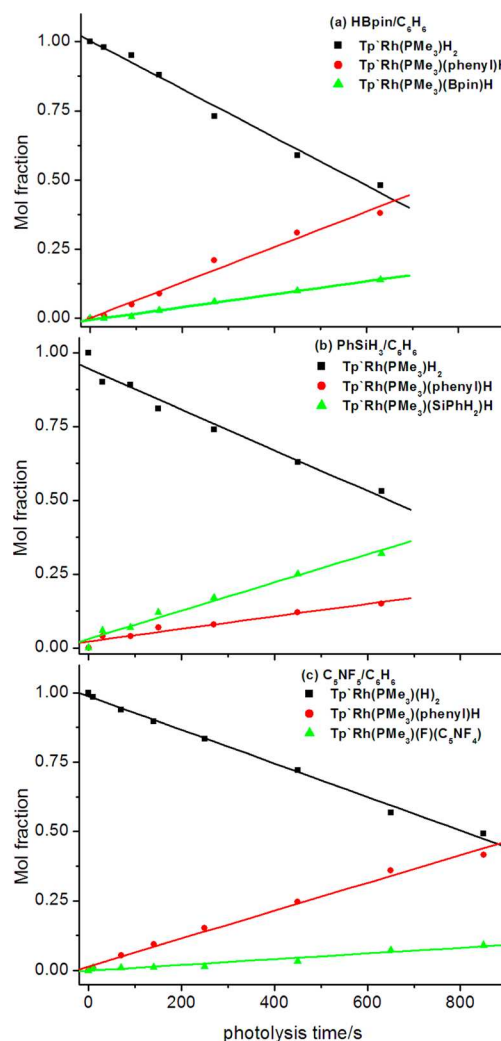 (a) HBpin/C₆H₆
Tp`Rh(PMe₃)H₂
Tp`Rh(PMe₃)(phenyl)H
Tp`Rh(PMe₃)(Bpin)H
1.00
0.75
0.50
0.25
0.00
Mol fraction
(b) PhSiH₃/C₆H₆
Tp`Rh(PMe₃)H₂
Tp`Rh(PMe₃)(phenyl)H
Tp`Rh(PMe₃)(SiPhH₂)H
1.00
0.75
0.50
0.25
0.00
Mol fraction
(c) C₅NF₅/C₆H₆
Tp`Rh(PMe₃)(H)₂
Tp`Rh(PMe₃)(phenyl)H
Tp`Rh(PMe₃)(F)(C₅NF₄)
1.00
0.75
0.50
0.25
0.00
Mol fraction
0 200 400 600 800
photolysis time/s